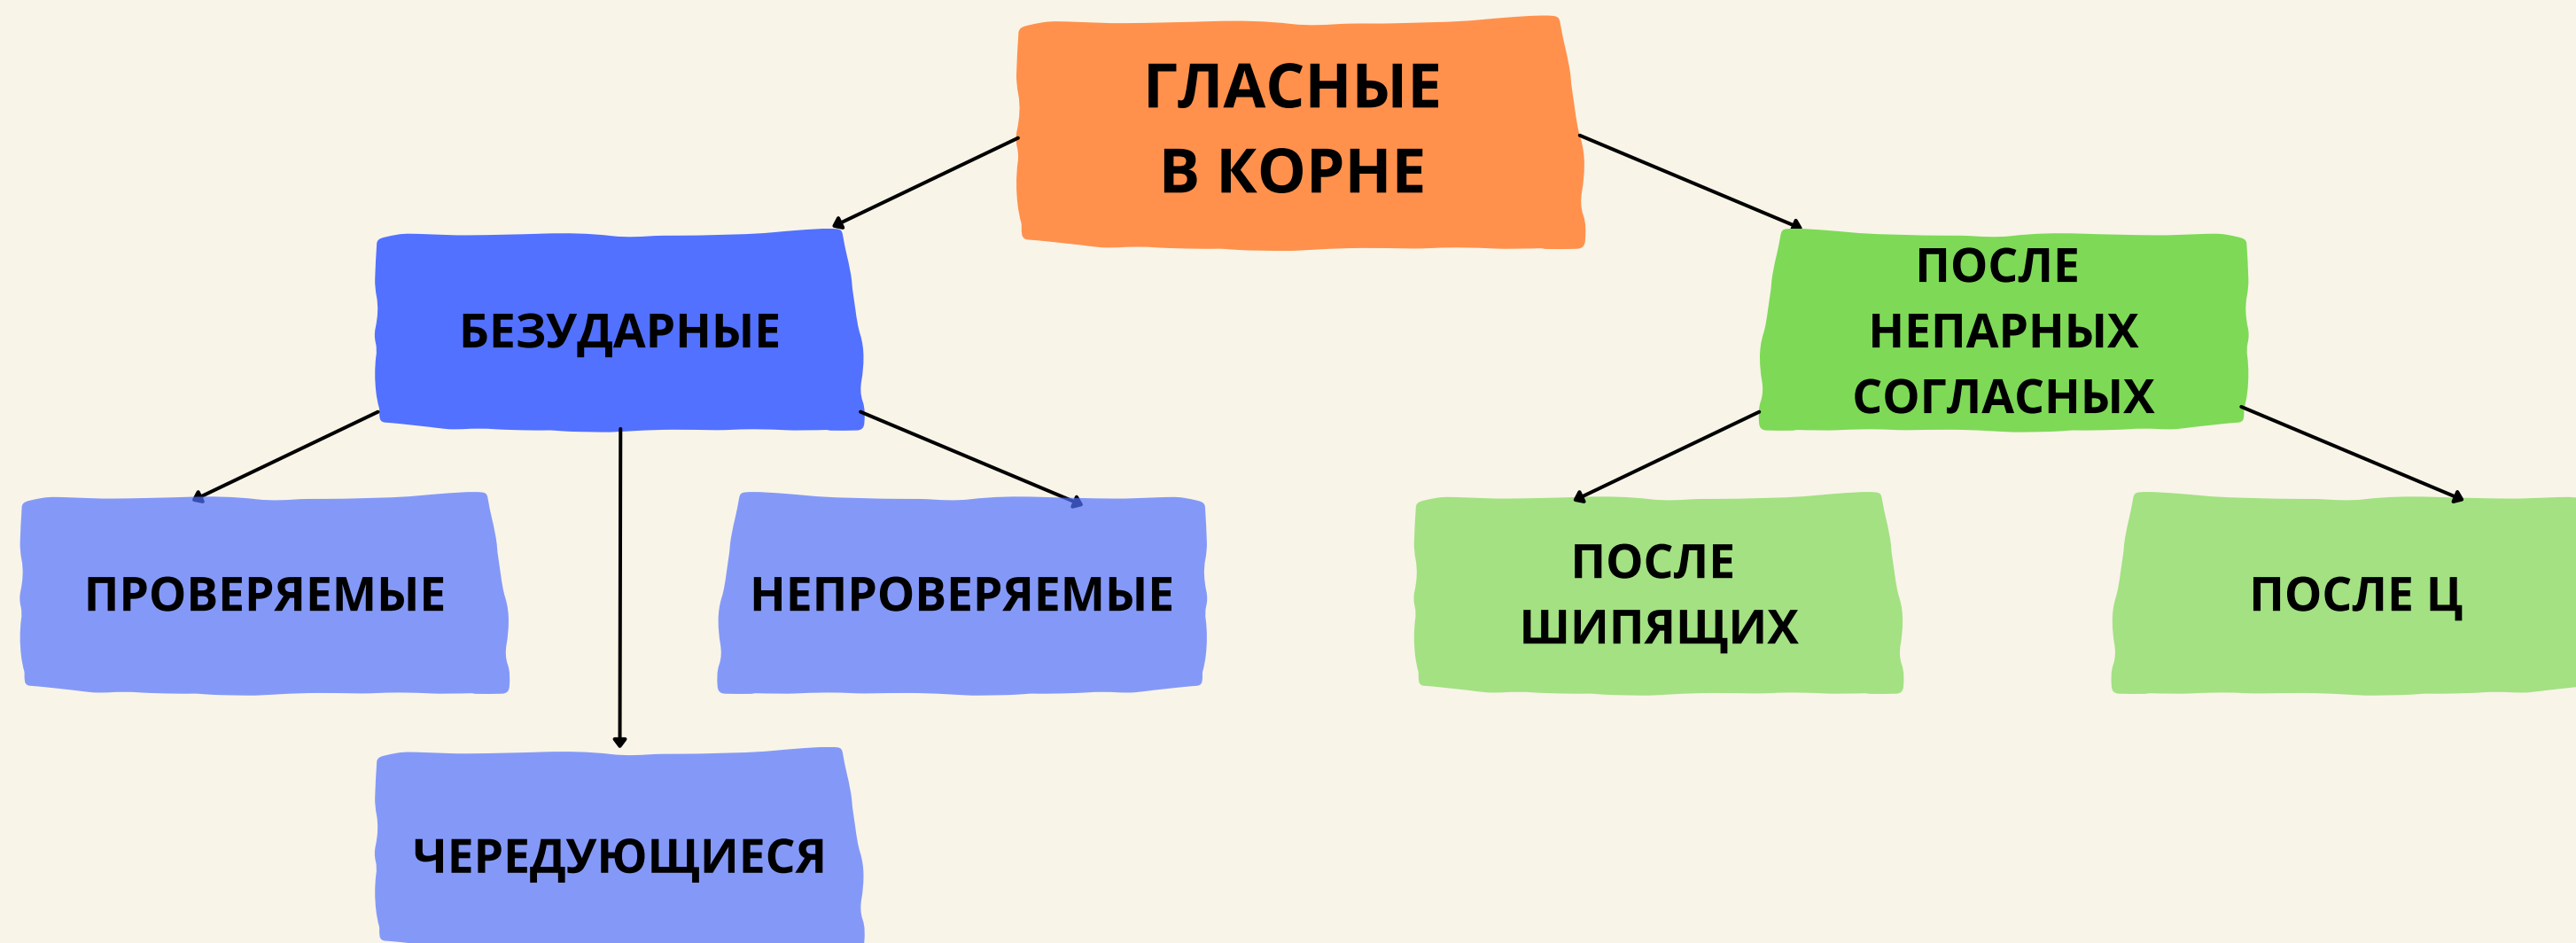 ГЛАСНЫЕ
В КОРНЕ
БЕЗУДАРНЫЕ
ПОСЛЕ
НЕПАРНЫХ
СОГЛАСНЫХ
ПРОВЕРЯЕМЫЕ
НЕПРОВЕРЯЕМЫЕ
ПОСЛЕ
ШИПЯЩИХ
ПОСЛЕ Ц
ЧЕРЕДУЮЩИЕСЯ